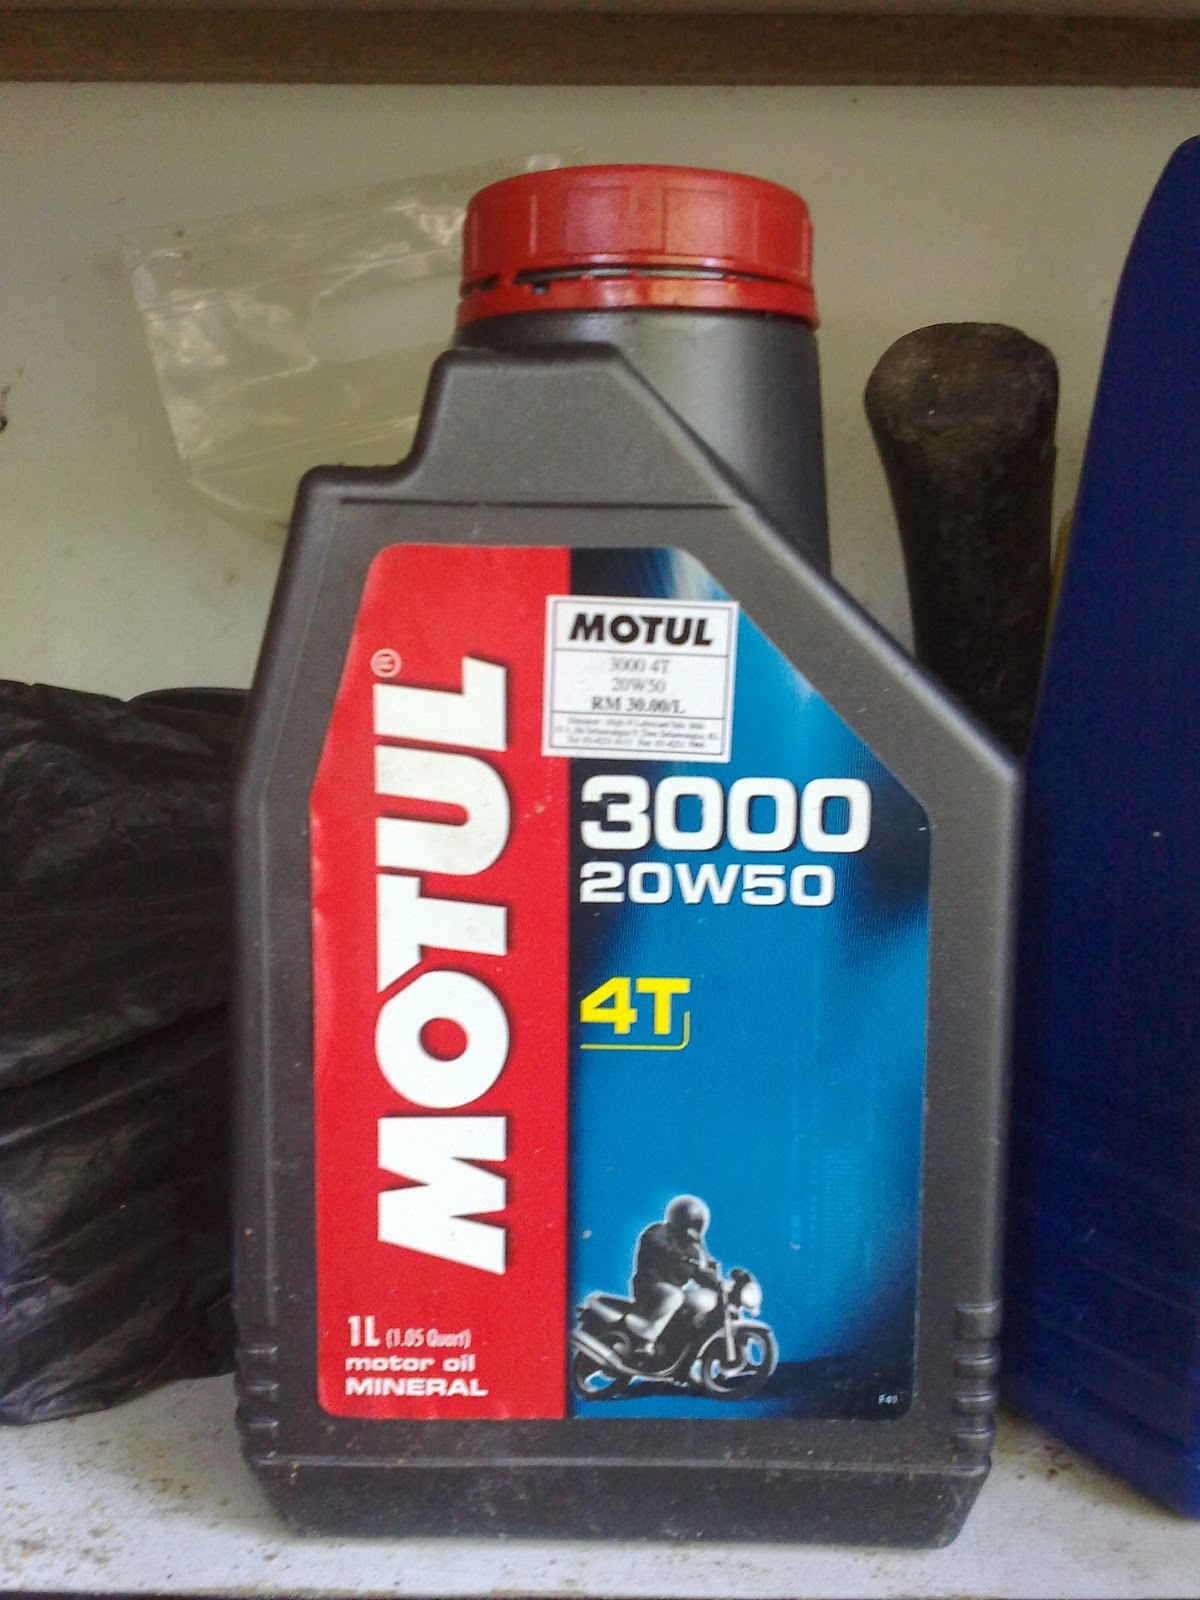 MOTUL®
MOTUL
3000 4T
20W50
RM 30.00/L
3000
20W50
4T
1L (1.05 Quart)
motor oil
MINERAL